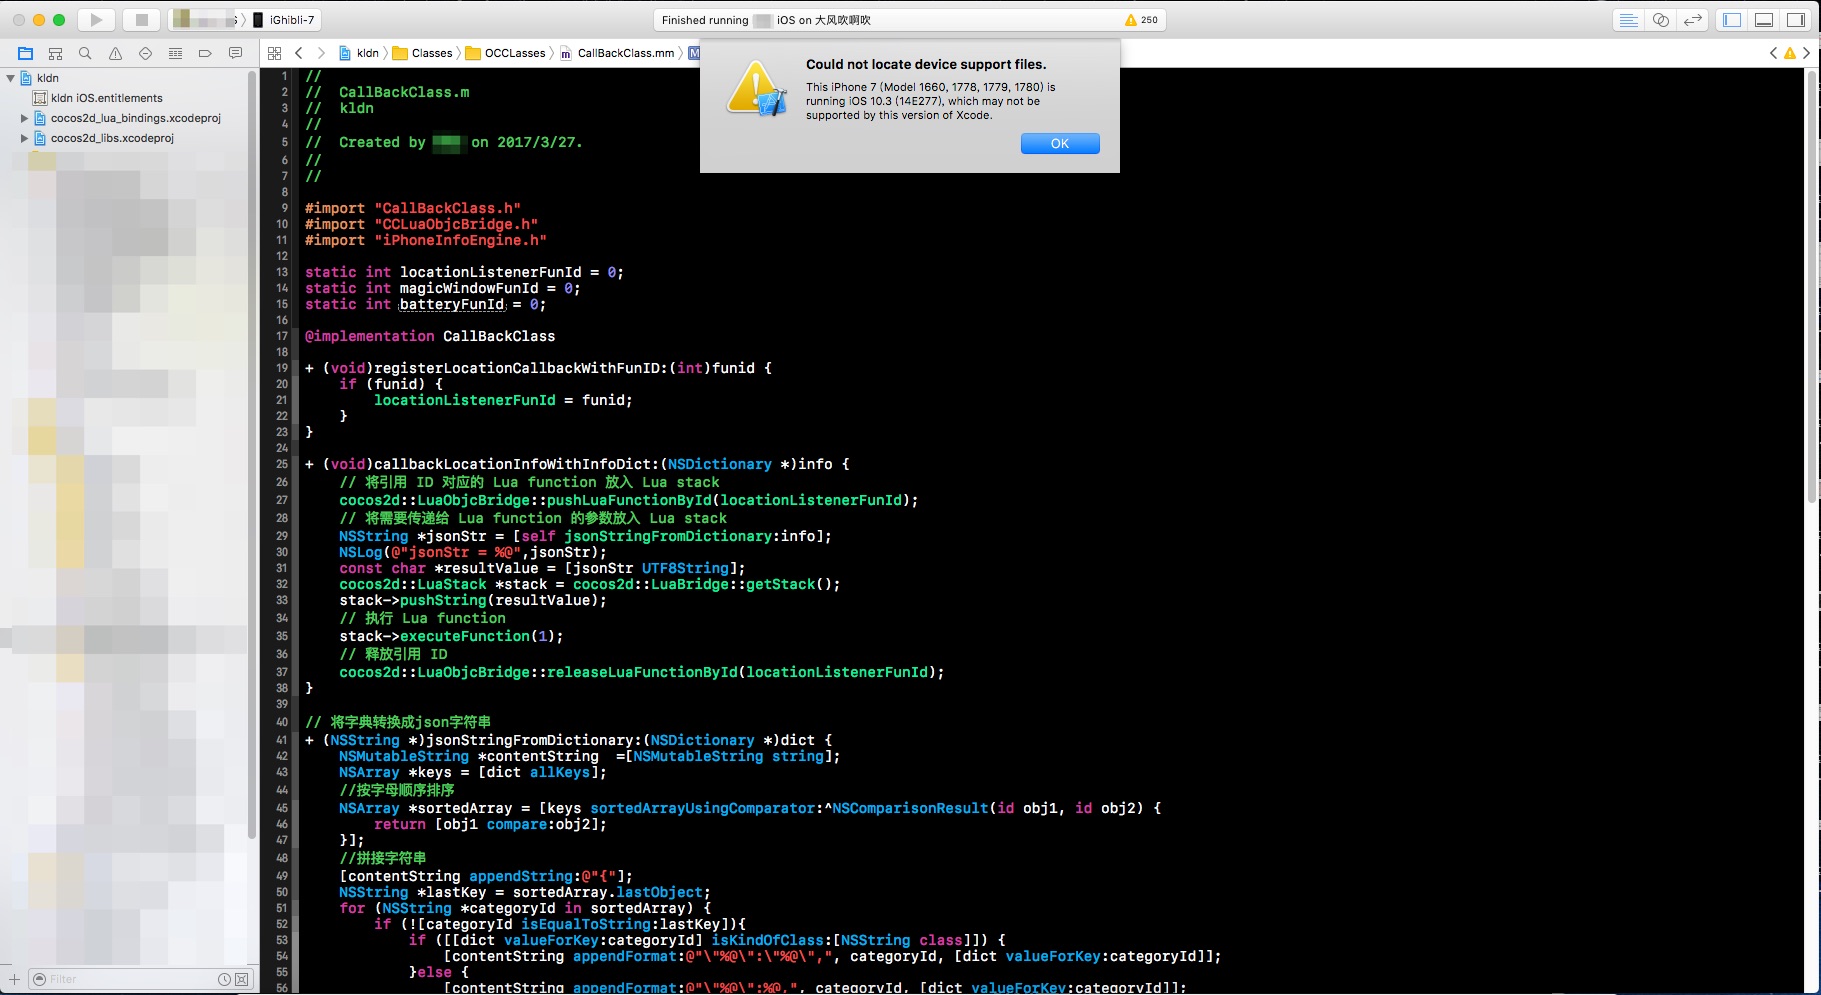 iGhibli-7
Finished running
iOS on 大风吹啊吹
250
kldn
Classes
OCCLasses
CallBackClass.mm
M
kldn
kldn iOS.entitlements
cocos2d_lua_bindings.xcodeproj
cocos2d_libs.xcodeproj
Filter
Could not locate device support files.
This iPhone 7 (Model 1660, 1778, 1779, 1780) is
running iOS 10.3 (14E277), which may not be
supported by this version of Xcode.
OK
1 //
2 //  CallBackClass.m
3 //  kldn
4 //
5 //  Created by      on 2017/3/27.
6 //
7 //
8
9 #import "CallBackClass.h"
10 #import "CCLuaObjcBridge.h"
11 #import "iPhoneInfoEngine.h"
12
13 static int locationListenerFunId = 0;
14 static int magicWindowFunId = 0;
15 static int batteryFunId = 0;
16
17 @implementation CallBackClass
18
19 + (void)registerLocationCallbackWithFunID:(int)funid {
20     if (funid) {
21         locationListenerFunId = funid;
22     }
23 }
24
25 + (void)callbackLocationInfoWithInfoDict:(NSDictionary *)info {
26     // 将引用 ID 对应的 Lua function 放入 Lua stack
27     cocos2d::LuaObjcBridge::pushLuaFunctionById(locationListenerFunId);
28     // 将需要传递给 Lua function 的参数放入 Lua stack
29     NSString *jsonStr = [self jsonStringFromDictionary:info];
30     NSLog(@"jsonStr = %@",jsonStr);
31     const char *resultValue = [jsonStr UTF8String];
32     cocos2d::LuaStack *stack = cocos2d::LuaBridge::getStack();
33     stack->pushString(resultValue);
34     // 执行 Lua function
35     stack->executeFunction(1);
36     // 释放引用 ID
37     cocos2d::LuaObjcBridge::releaseLuaFunctionById(locationListenerFunId);
38 }
39
40 // 将字典转换成json字符串
41 + (NSString *)jsonStringFromDictionary:(NSDictionary *)dict {
42     NSMutableString *contentString  =[NSMutableString string];
43     NSArray *keys = [dict allKeys];
44     //按字母顺序排序
45     NSArray *sortedArray = [keys sortedArrayUsingComparator:^NSComparisonResult(id obj1, id obj2) {
46         return [obj1 compare:obj2];
47     }];
48     //拼接字符串
49     [contentString appendString:@"{"];
50     NSString *lastKey = sortedArray.lastObject;
51     for (NSString *categoryId in sortedArray) {
52         if (![categoryId isEqualToString:lastKey]){
53             if ([[dict valueForKey:categoryId] isKindOfClass:[NSString class]]) {
54                 [contentString appendFormat:@"\"%@\":\"%@\",", categoryId, [dict valueForKey:categoryId]];
55             }else {
56                 [contentString appendFormat:@"\"%@\":%@,", categoryId, [dict valueForKey:categoryId]];